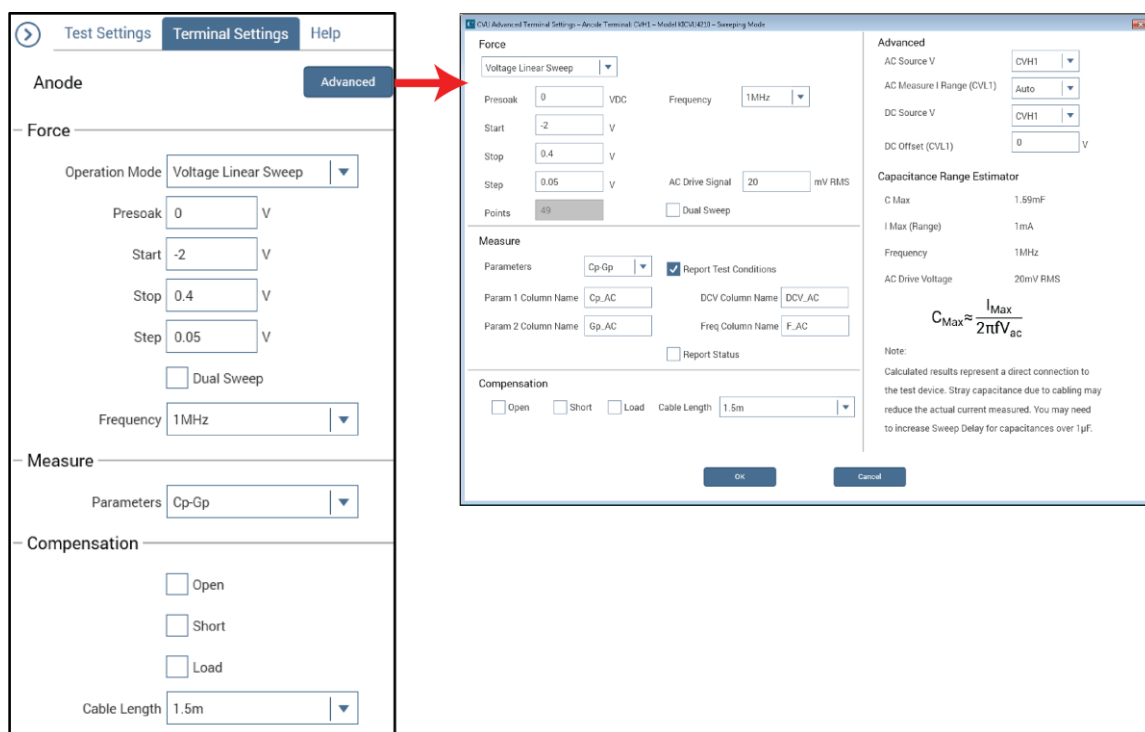 Test Settings Terminal Settings Help
Anode Advanced
Force
Operation Mode Voltage Linear Sweep
Presoak 0 V
Start -2 V
Stop 0.4 V
Step 0.05 V
Dual Sweep
Frequency 1MHz
Measure
Parameters Cp-Gp
Compensation
Open
Short
Load
Cable Length 1.5m
CVU Advanced Terminal Settings – Anode Terminal: CVH1 – Model KICVU4210 – Sweeping Mode
Force
Voltage Linear Sweep
Presoak 0 VDC Frequency 1MHz
Start -2 V
Stop 0.4 V
Step 0.05 V AC Drive Signal 20 mV RMS
Points 49 Dual Sweep
Measure
Parameters Cp-Gp Report Test Conditions
Param 1 Column Name Cp_AC DCV Column Name DCV_AC
Param 2 Column Name Gp_AC Freq Column Name F_AC
Report Status
Compensation
Open Short Load Cable Length 1.5m
Advanced
AC Source V CVH1
AC Measure I Range (CVL1) Auto
DC Source V CVH1
DC Offset (CVL1) 0 V
Capacitance Range Estimator
C Max 1.59mF
I Max (Range) 1mA
Frequency 1MHz
AC Drive Voltage 20mV RMS
CMax≈ IMax / 2πfVac
Note:
Calculated results represent a direct connection to
the test device. Stray capacitance due to cabling may
reduce the actual current measured. You may need
to increase Sweep Delay for capacitances over 1µF.
OK Cancel